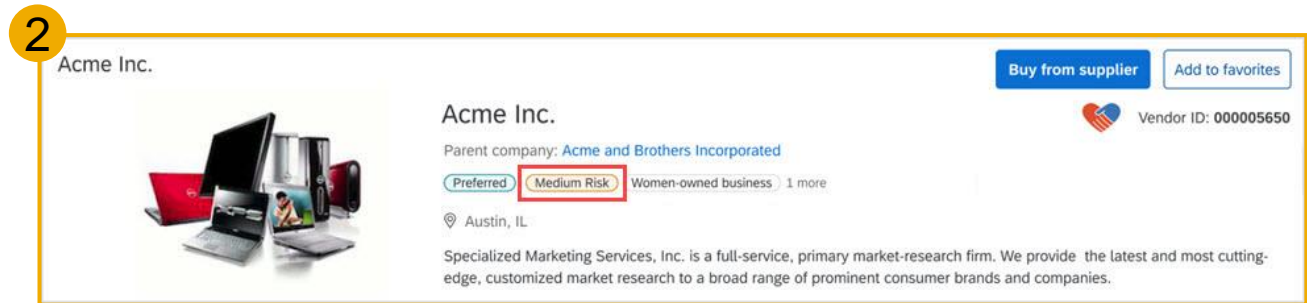 2
Acme Inc.
Buy from supplier
Add to favorites
Acme Inc.
Vendor ID: 000005650
Parent company: Acme and Brothers Incorporated
Preferred Medium Risk Women-owned business 1 more
Austin, IL
Specialized Marketing Services, Inc. is a full-service, primary market-research firm. We provide the latest and most cutting-
edge, customized market research to a broad range of prominent consumer brands and companies.